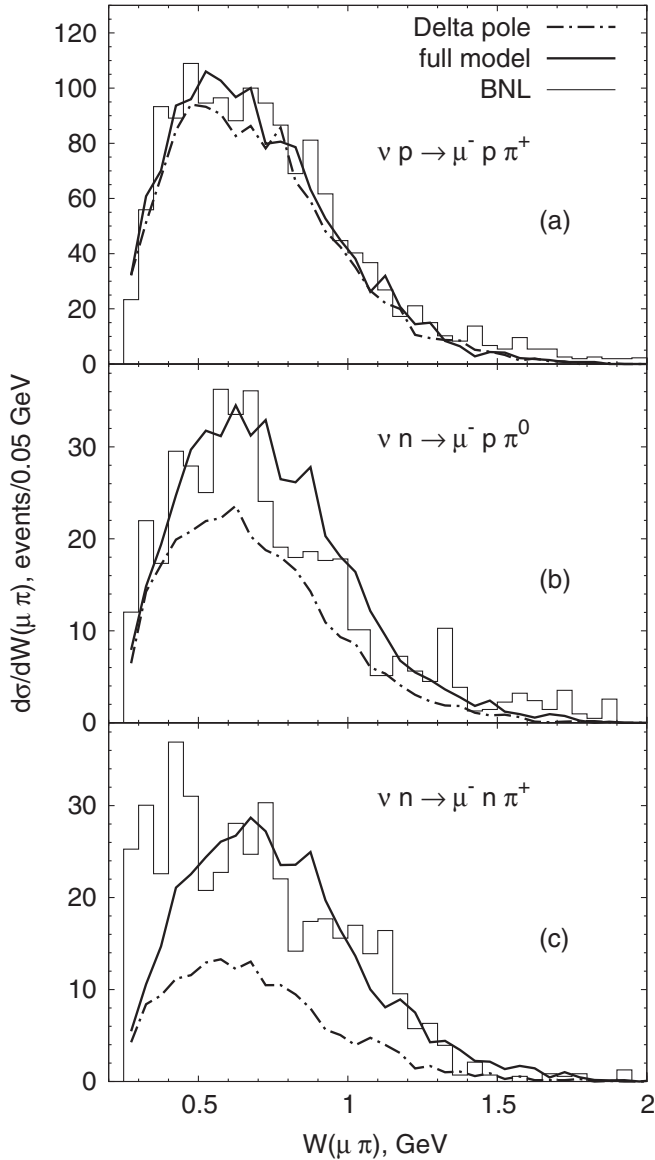 Delta pole
full model
BNL
120
100
80
60
40
20
0
ν p → μ⁻ p π⁺
(a)
30
20
10
0
ν n → μ⁻ p π⁰
(b)
30
20
10
0
ν n → μ⁻ n π⁺
(c)
0.5
1
1.5
2
dσ/dW(μ π), events/0.05 GeV
W(μ π), GeV